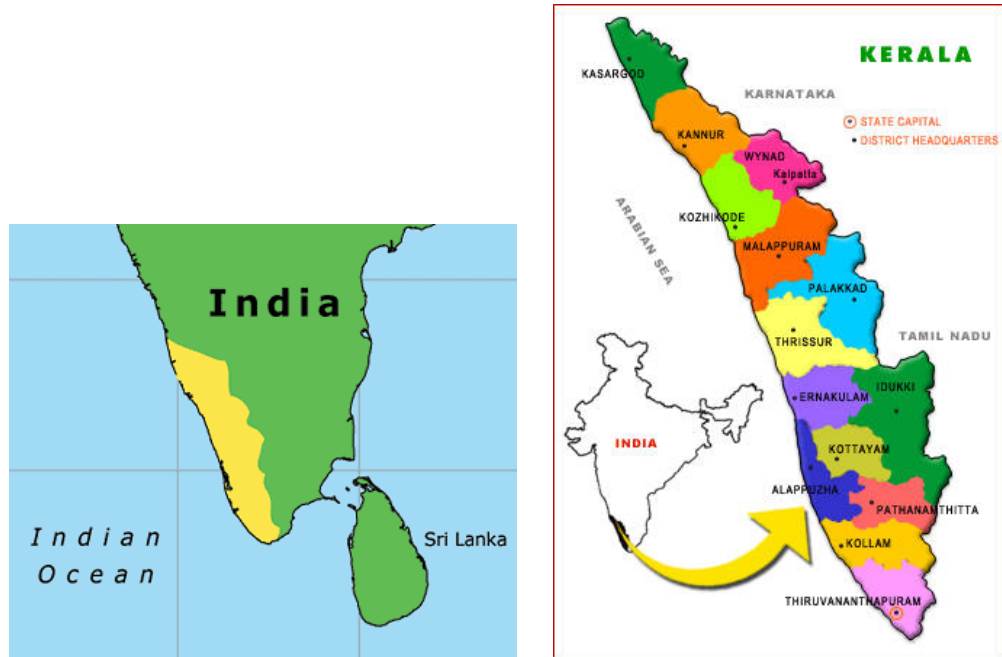 India
Indian
Ocean
Sri Lanka
KERALA
KASARGOD
KARNATAKA
STATE CAPITAL
DISTRICT HEADQUARTERS
KANNUR
WYNAD
Kalpatta
ARABIAN SEA
KOZHIKODE
MALAPPURAM
PALAKKAD
TAMIL NADU
THRISSUR
IDUKKI
ERNAKULAM
INDIA
KOTTAYAM
ALAPPUZHA
PATHANAMTHITTA
KOLLAM
THIRUVANANTHAPURAM